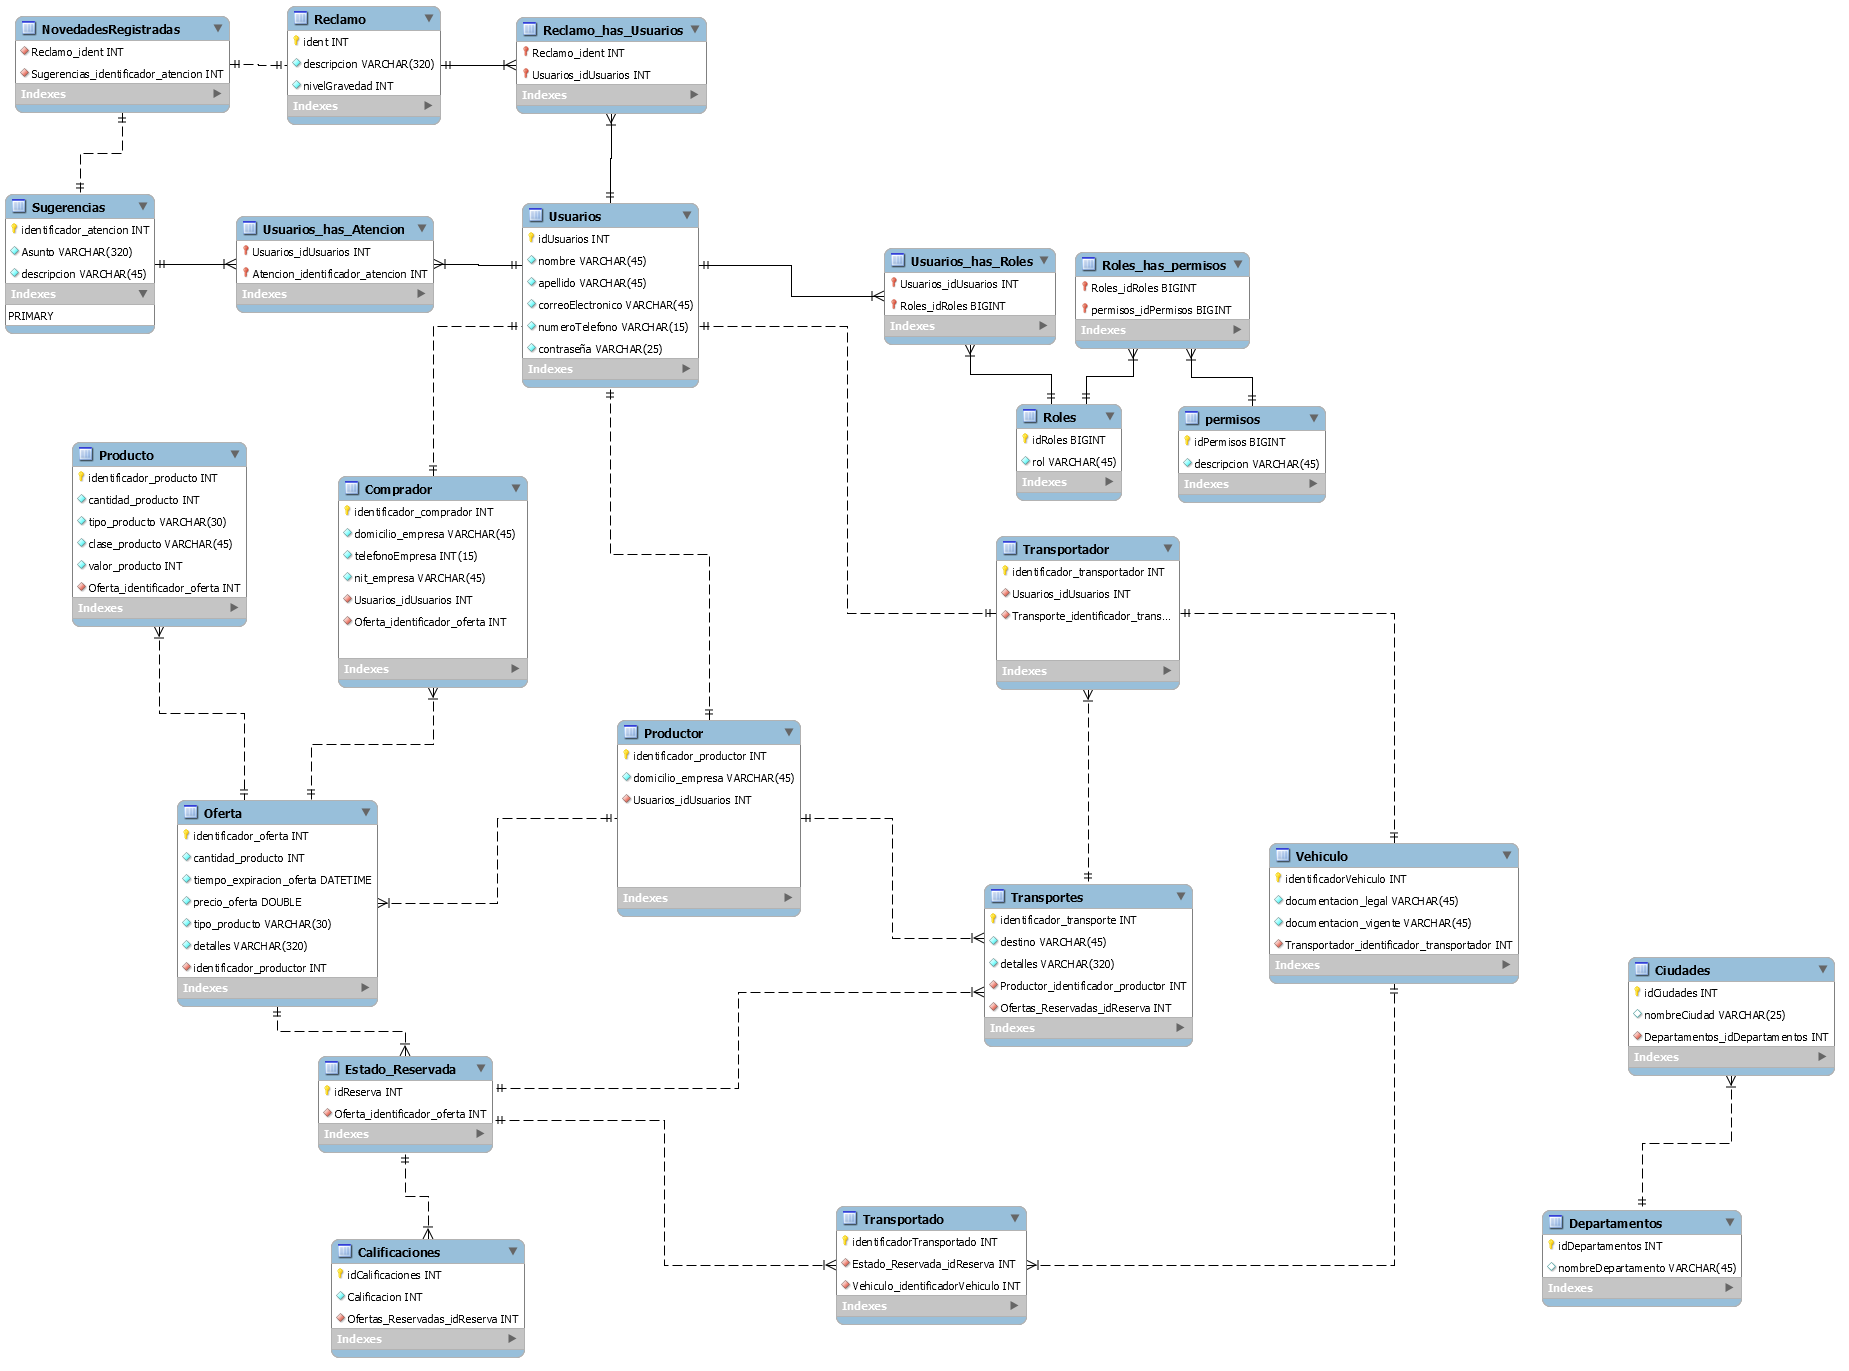 NovedadesRegistradas
Reclamo_ident INT
Sugerencias_identificador_atencion INT
Indexes
Reclamo
ident INT
descripcion VARCHAR(320)
nivelGravedad INT
Indexes
Reclamo_has_Usuarios
Reclamo_ident INT
Usuarios_idUsuarios INT
Indexes
Sugerencias
identificador_atencion INT
Asunto VARCHAR(320)
descripcion VARCHAR(45)
Indexes
PRIMARY
Usuarios_has_Atencion
Usuarios_idUsuarios INT
Atencion_identificador_atencion INT
Indexes
Usuarios
idUsuarios INT
nombre VARCHAR(45)
apellido VARCHAR(45)
correoElectronico VARCHAR(45)
numeroTelefono VARCHAR(15)
contraseña VARCHAR(25)
Indexes
Usuarios_has_Roles
Usuarios_idUsuarios INT
Roles_idRoles BIGINT
Indexes
Roles_has_permisos
Roles_idRoles BIGINT
permisos_idPermisos BIGINT
Indexes
Roles
idRoles BIGINT
rol VARCHAR(45)
Indexes
permisos
idPermisos BIGINT
descripcion VARCHAR(45)
Indexes
Producto
identificador_producto INT
cantidad_producto INT
tipo_producto VARCHAR(30)
clase_producto VARCHAR(45)
valor_producto INT
Oferta_identificador_oferta INT
Indexes
Comprador
identificador_comprador INT
domicilio_empresa VARCHAR(45)
telefonoEmpresa INT(15)
nit_empresa VARCHAR(45)
Usuarios_idUsuarios INT
Oferta_identificador_oferta INT
Indexes
Transportador
identificador_transportador INT
Usuarios_idUsuarios INT
Transporte_identificador_trans...
Indexes
Productor
identificador_productor INT
domicilio_empresa VARCHAR(45)
Usuarios_idUsuarios INT
Indexes
Oferta
identificador_oferta INT
cantidad_producto INT
tiempo_expiracion_oferta DATETIME
precio_oferta DOUBLE
tipo_producto VARCHAR(30)
detalles VARCHAR(320)
identificador_productor INT
Indexes
Transportes
identificador_transporte INT
destino VARCHAR(45)
detalles VARCHAR(320)
Productor_identificador_productor INT
Ofertas_Reservadas_idReserva INT
Indexes
Vehiculo
identificadorVehiculo INT
documentacion_legal VARCHAR(45)
documentacion_vigente VARCHAR(45)
Transportador_identificador_transportador INT
Indexes
Ciudades
idCiudades INT
nombreCiudad VARCHAR(25)
Departamentos_idDepartamentos INT
Indexes
Estado_Reservada
idReserva INT
Oferta_identificador_oferta INT
Indexes
Calificaciones
idCalificaciones INT
Calificacion INT
Ofertas_Reservadas_idReserva INT
Indexes
Transportado
identificadorTransportado INT
Estado_Reservada_idReserva INT
Vehiculo_identificadorVehiculo INT
Indexes
Departamentos
idDepartamentos INT
nombreDepartamento VARCHAR(45)
Indexes